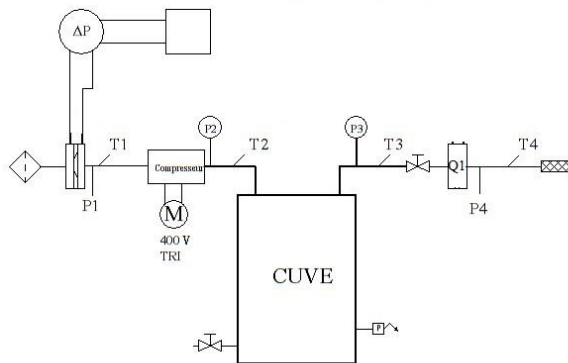 ΔP
P2
P3
T1
T2
T3
T4
Compresseur
Q1
P1
P4
M
400 V
TRI
CUVE
P